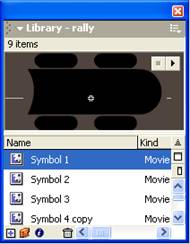 Library - rally
9 items
Name Kind
Symbol 1 Movie
Symbol 2 Movie
Symbol 3 Movie
Symbol 4 copy Movie